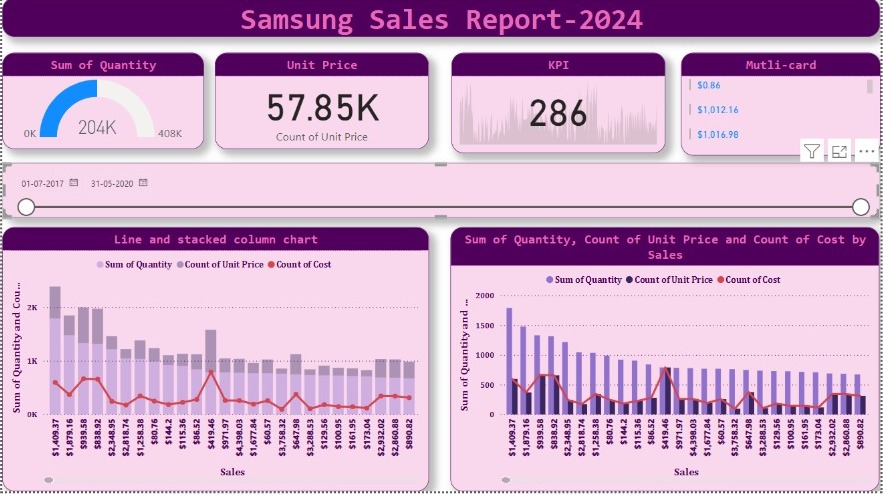 Samsung Sales Report-2024
Sum of Quantity
Unit Price
KPI
Mutli-card
0K
204K
408K
57.85K
Count of Unit Price
286
$0.86
$1,012.16
$1,016.98
01-07-2017
31-05-2020
Line and stacked column chart
Sum of Quantity Count of Unit Price Count of Cost
Sum of Quantity and Cou...
2K
1K
0K
$1,409.37
$1,879.16
$939.58
$838.92
$2,348.95
$2,818.74
$1,258.38
$80.76
$144.2
$115.36
$86.52
$419.46
$971.97
$4,398.03
$1,677.84
$60.57
$3,758.32
$647.98
$3,288.53
$129.56
$100.95
$161.95
$173.04
$2,932.02
$2,860.88
$890.82
Sales
Sum of Quantity, Count of Unit Price and Count of Cost by
Sales
Sum of Quantity Count of Unit Price Count of Cost
Sum of Quantity and ...
2000
1500
1000
500
0
$1,409.37
$1,879.16
$939.58
$838.92
$2,348.95
$2,818.74
$1,258.38
$80.76
$144.2
$115.36
$86.52
$419.46
$971.97
$4,398.03
$1,677.84
$60.57
$3,758.32
$647.98
$3,288.53
$129.56
$100.95
$161.95
$173.04
$2,932.02
$2,860.88
$890.82
Sales